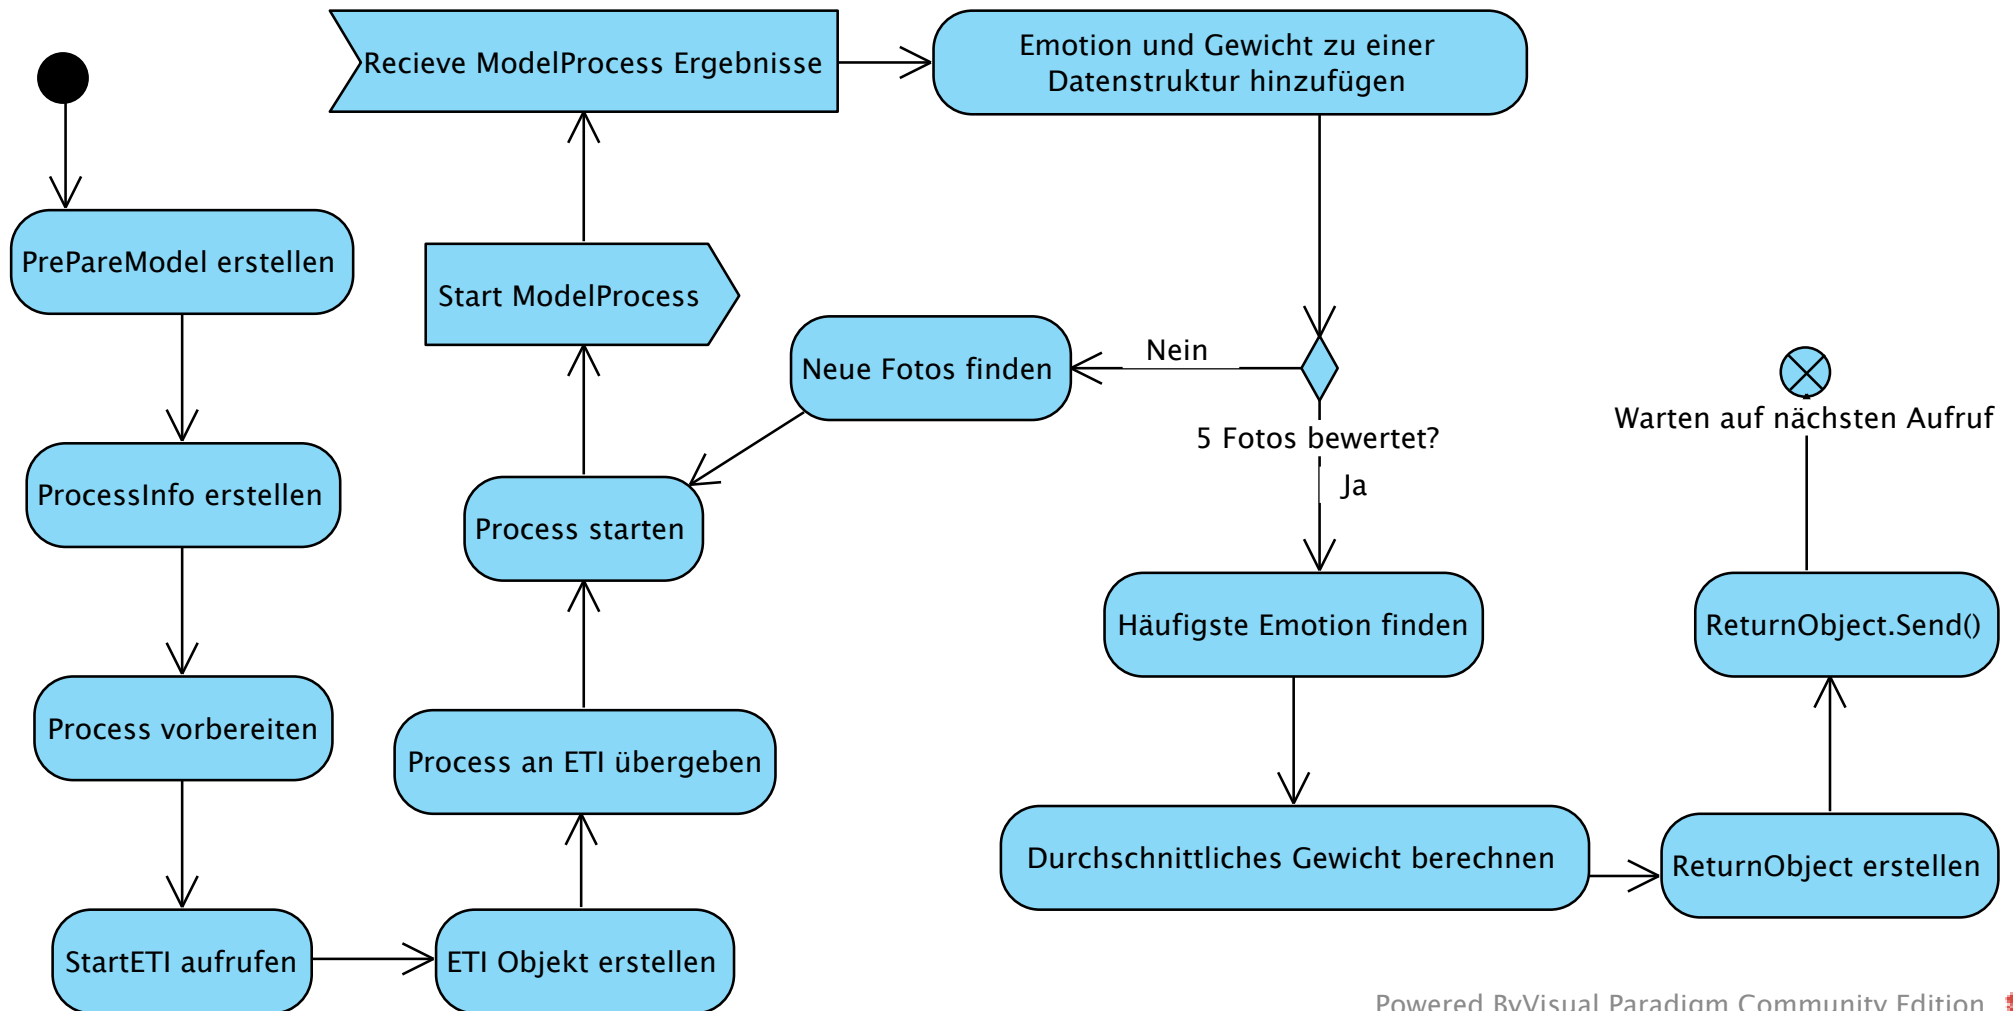 Recieve ModelProcess Ergebnisse
Emotion und Gewicht zu einer
Datenstruktur hinzufügen
PrePareModel erstellen
Start ModelProcess
Neue Fotos finden
Nein
Warten auf nächsten Aufruf
5 Fotos bewertet?
Ja
ProcessInfo erstellen
Process starten
Häufigste Emotion finden
ReturnObject.Send()
Process vorbereiten
Process an ETI übergeben
Durchschnittliches Gewicht berechnen
ReturnObject erstellen
StartETI aufrufen
ETI Objekt erstellen
Powered ByVisual Paradigm Community Edition